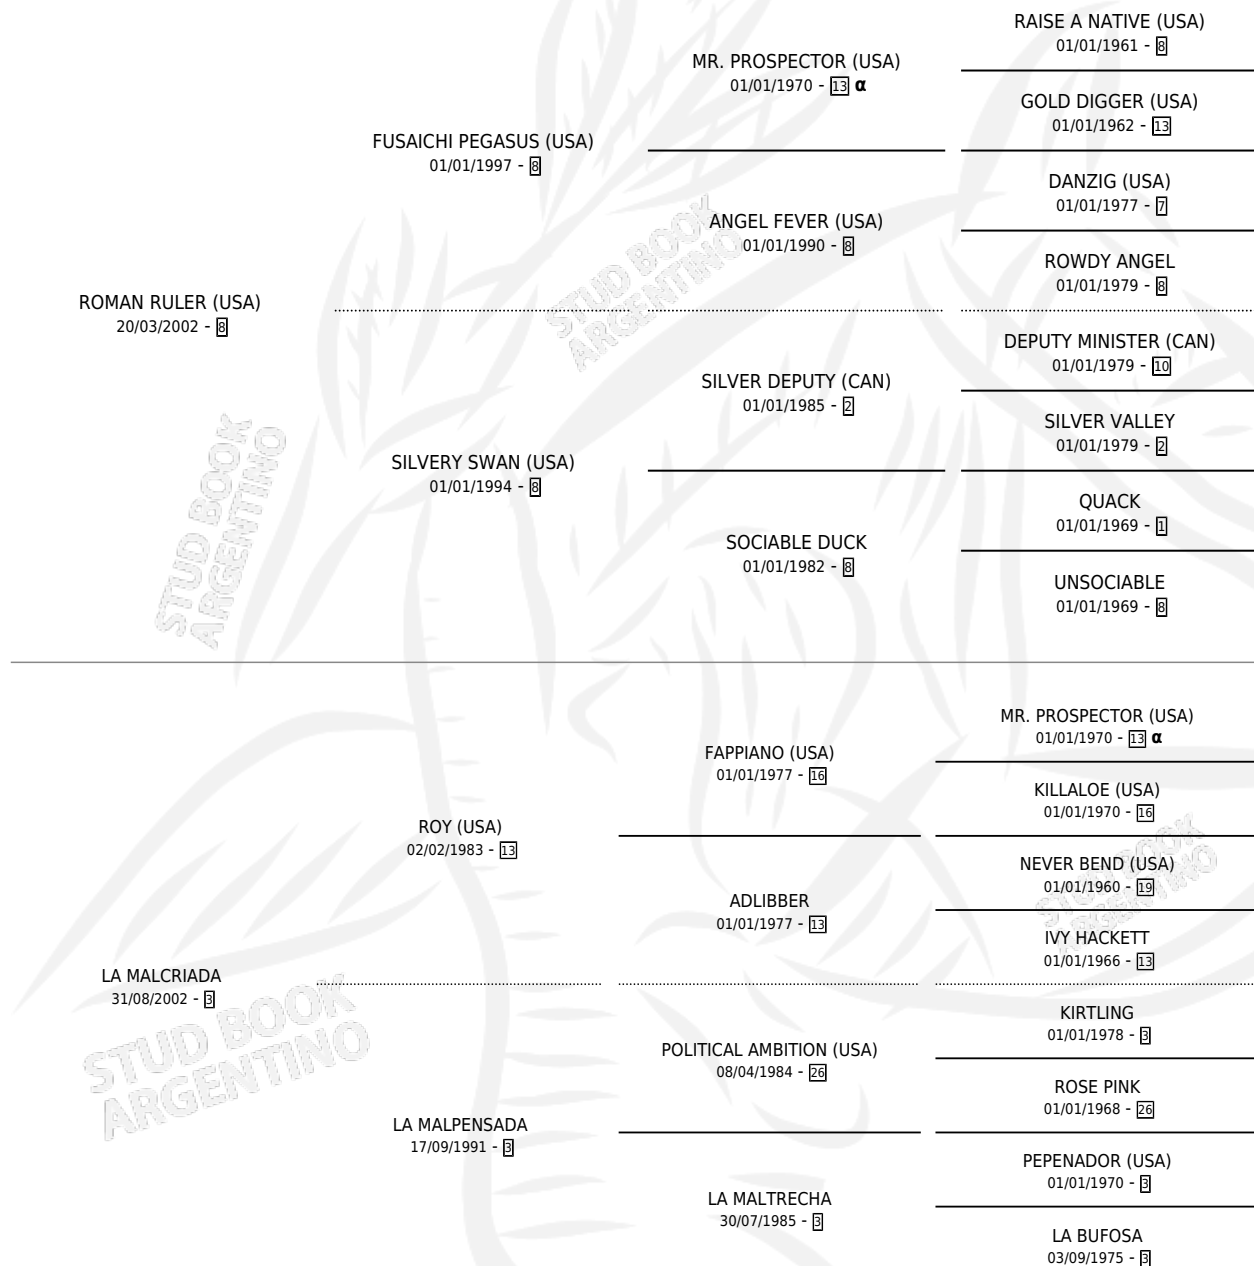 RAISE A NATIVE (USA)
01/01/1961 - 8
MR. PROSPECTOR (USA)
01/01/1970 - 13 α
GOLD DIGGER (USA)
01/01/1962 - 13
FUSAICHI PEGASUS (USA)
01/01/1997 - 8
DANZIG (USA)
01/01/1977 - 7
ANGEL FEVER (USA)
01/01/1990 - 8
ROWDY ANGEL
01/01/1979 - 8
ROMAN RULER (USA)
20/03/2002 - 8
DEPUTY MINISTER (CAN)
01/01/1979 - 10
SILVER DEPUTY (CAN)
01/01/1985 - 2
SILVER VALLEY
01/01/1979 - 2
SILVERY SWAN (USA)
01/01/1994 - 8
QUACK
01/01/1969 - 1
SOCIABLE DUCK
01/01/1982 - 8
UNSOCIABLE
01/01/1969 - 8
MR. PROSPECTOR (USA)
01/01/1970 - 13 α
FAPPIANO (USA)
01/01/1977 - 16
KILLALOE (USA)
01/01/1970 - 16
ROY (USA)
02/02/1983 - 13
NEVER BEND (USA)
01/01/1960 - 19
ADLIBBER
01/01/1977 - 13
IVY HACKETT
01/01/1966 - 13
LA MALCRIADA
31/08/2002 - 3
KIRTLING
01/01/1978 - 3
POLITICAL AMBITION (USA)
08/04/1984 - 26
ROSE PINK
01/01/1968 - 26
LA MALPENSADA
17/09/1991 - 3
PEPENADOR (USA)
01/01/1970 - 3
LA MALTRECHA
30/07/1985 - 3
LA BUFOSA
03/09/1975 - 3
STUD BOOK
ARGENTINO
STUD BOOK
ARGENTINO
STUD BOOK
ARGENTINO
STUD BOOK
ARGENTINO